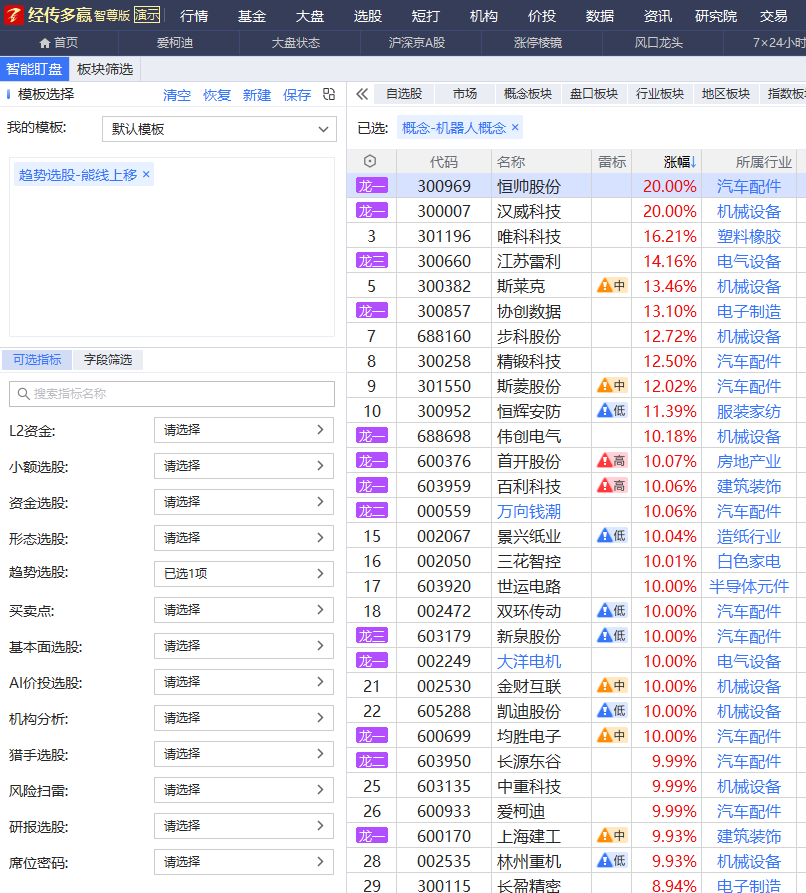 经传多赢 智尊版 演示 行情 基金 大盘 选股 短打 机构 价投 数据 资讯 研究院 交易
首页 爱柯迪 大盘状态 沪深京A股 涨停棱镜 风口龙头 7×24小时
智能盯盘 板块筛选
模板选择 清空 恢复 新建 保存
我的模板: 默认模板
趋势选股-能线上移 ×
可选指标 字段筛选
搜索指标名称
L2资金: 请选择
小额选股: 请选择
资金选股: 请选择
形态选股: 请选择
趋势选股: 已选1项
买卖点: 请选择
基本面选股: 请选择
AI价投选股: 请选择
机构分析: 请选择
猎手选股: 请选择
风险扫雷: 请选择
研报选股: 请选择
席位密码: 请选择
自选股 市场 概念板块 盘口板块 行业板块 地区板块 指数板
已选: 概念-机器人概念 ×
代码 名称 雷标 涨幅↓ 所属行业
龙一 300969 恒帅股份 20.00% 汽车配件
龙一 300007 汉威科技 20.00% 机械设备
3 301196 唯科科技 16.21% 塑料橡胶
龙三 300660 江苏雷利 14.16% 电气设备
5 300382 斯莱克 中 13.46% 机械设备
龙一 300857 协创数据 13.10% 电子制造
7 688160 步科股份 12.72% 机械设备
8 300258 精锻科技 12.50% 汽车配件
9 301550 斯菱股份 中 12.02% 汽车配件
10 300952 恒辉安防 低 11.39% 服装家纺
龙一 688698 伟创电气 10.18% 机械设备
龙一 600376 首开股份 高 10.07% 房地产业
龙一 603959 百利科技 高 10.06% 建筑装饰
龙二 000559 万向钱潮 10.06% 汽车配件
15 002067 景兴纸业 低 10.04% 造纸行业
16 002050 三花智控 10.01% 白色家电
17 603920 世运电路 10.00% 半导体元件
18 002472 双环传动 低 10.00% 汽车配件
龙三 603179 新泉股份 低 10.00% 汽车配件
龙一 002249 大洋电机 10.00% 电气设备
21 002530 金财互联 中 10.00% 机械设备
22 605288 凯迪股份 低 10.00% 机械设备
龙一 600699 均胜电子 中 10.00% 汽车配件
龙二 603950 长源东谷 9.99% 汽车配件
25 603135 中重科技 9.99% 机械设备
26 600933 爱柯迪 9.99% 汽车配件
龙一 600170 上海建工 中 9.93% 建筑装饰
28 002535 林州重机 低 9.93% 机械设备
29 300115 长盈精密 8.94% 电子制造